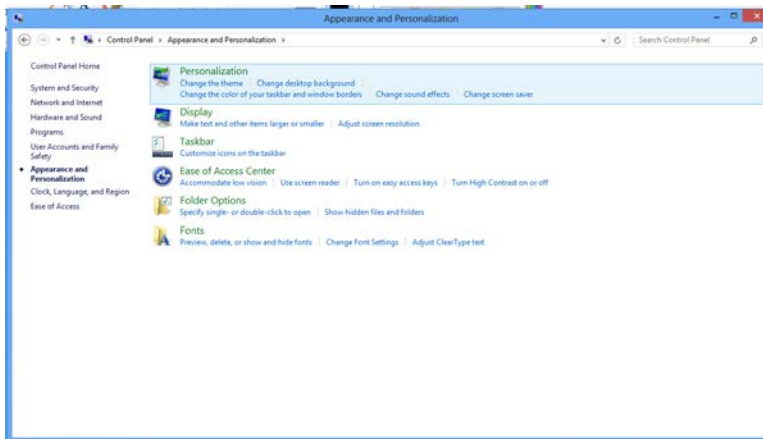 Appearance and Personalization
Control Panel Appearance and Personalization
Search Control Panel
Control Panel Home
System and Security
Network and Internet
Hardware and Sound
Programs
User Accounts and Family
Safety
Appearance and
Personalization
Clock, Language, and Region
Ease of Access
Personalization
Change the theme Change desktop background
Change the color of your taskbar and window borders Change sound effects Change screen saver
Display
Make text and other items larger or smaller Adjust screen resolution
Taskbar
Customize icons on the taskbar
Ease of Access Center
Accommodate low vision Use screen reader Turn on easy access keys Turn High Contrast on or off
Folder Options
Specify single- or double-click to open Show hidden files and folders
Fonts
Preview, delete, or show and hide fonts Change Font Settings Adjust ClearType text